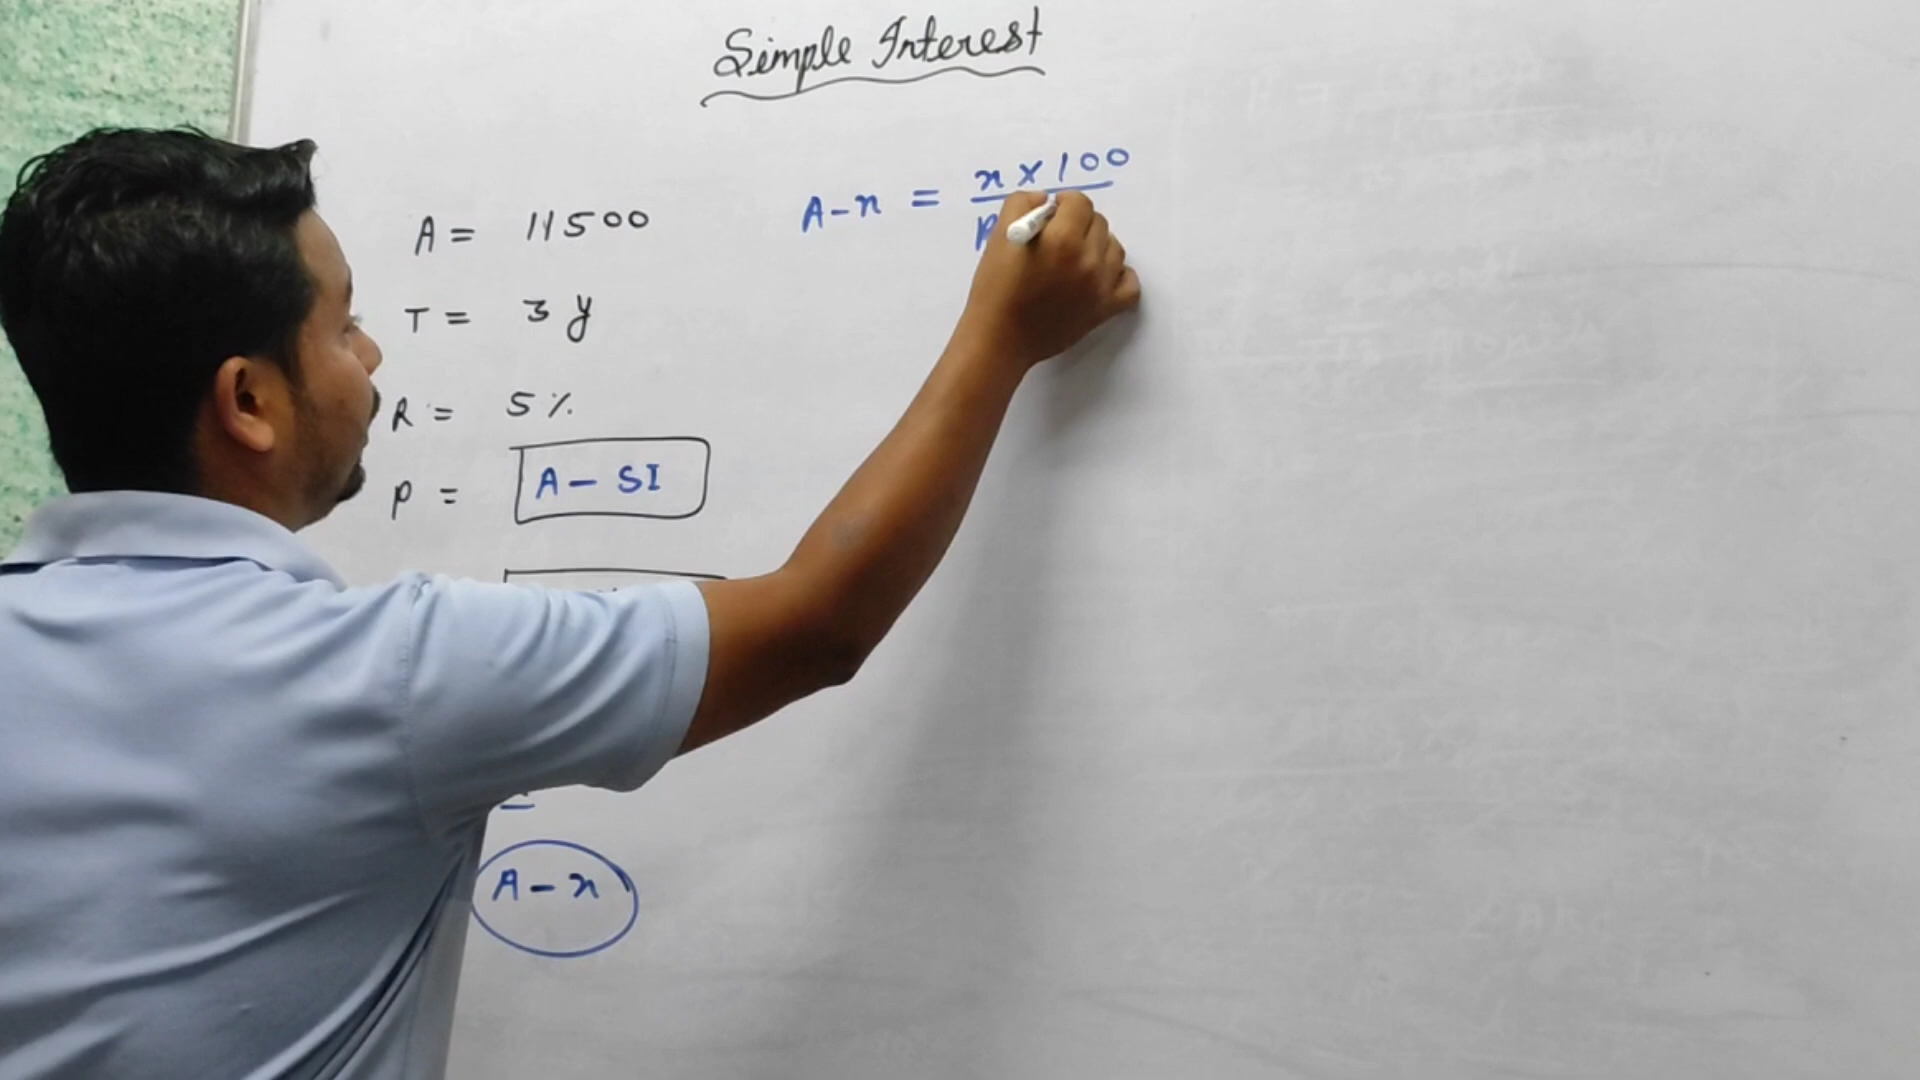 Simple Interest
A = 11500
T = 3 y
R = 5 %
P = A - SI
A - x
A - x = x × 100